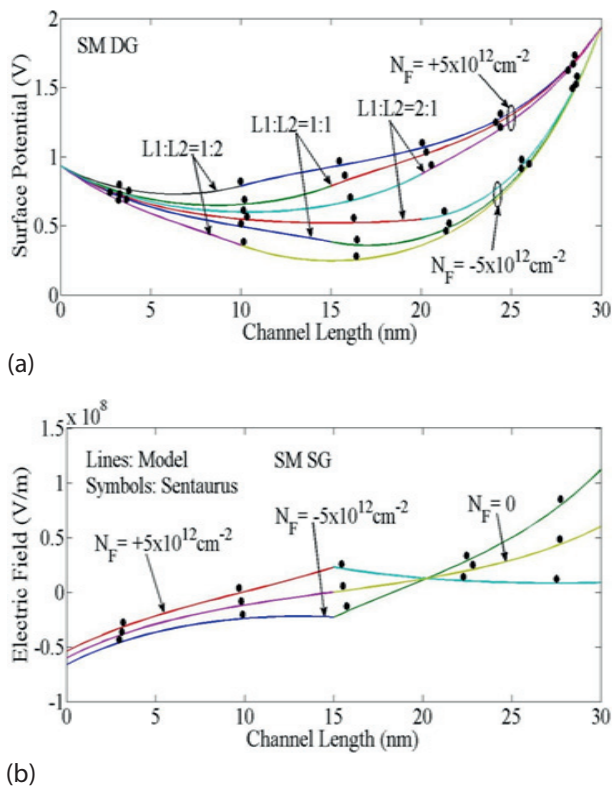 2
SM DG
N_F= +5x10^12cm^-2
1.5
Surface Potential (V)
L1:L2=2:1
L1:L2=1:1
L1:L2=1:2
1
0.5
N_F= -5x10^12cm^-2
0
0 5 10 15 20 25 30
Channel Length (nm)
(a)
x 10^8
1.5
Lines: Model
SM SG
Symbols: Sentaurus
1
N_F= -5x10^12cm^-2
N_F= 0
N_F= +5x10^12cm^-2
0.5
Electric Field (V/m)
0
-0.5
-1
0 5 10 15 20 25 30
Channel Length (nm)
(b)